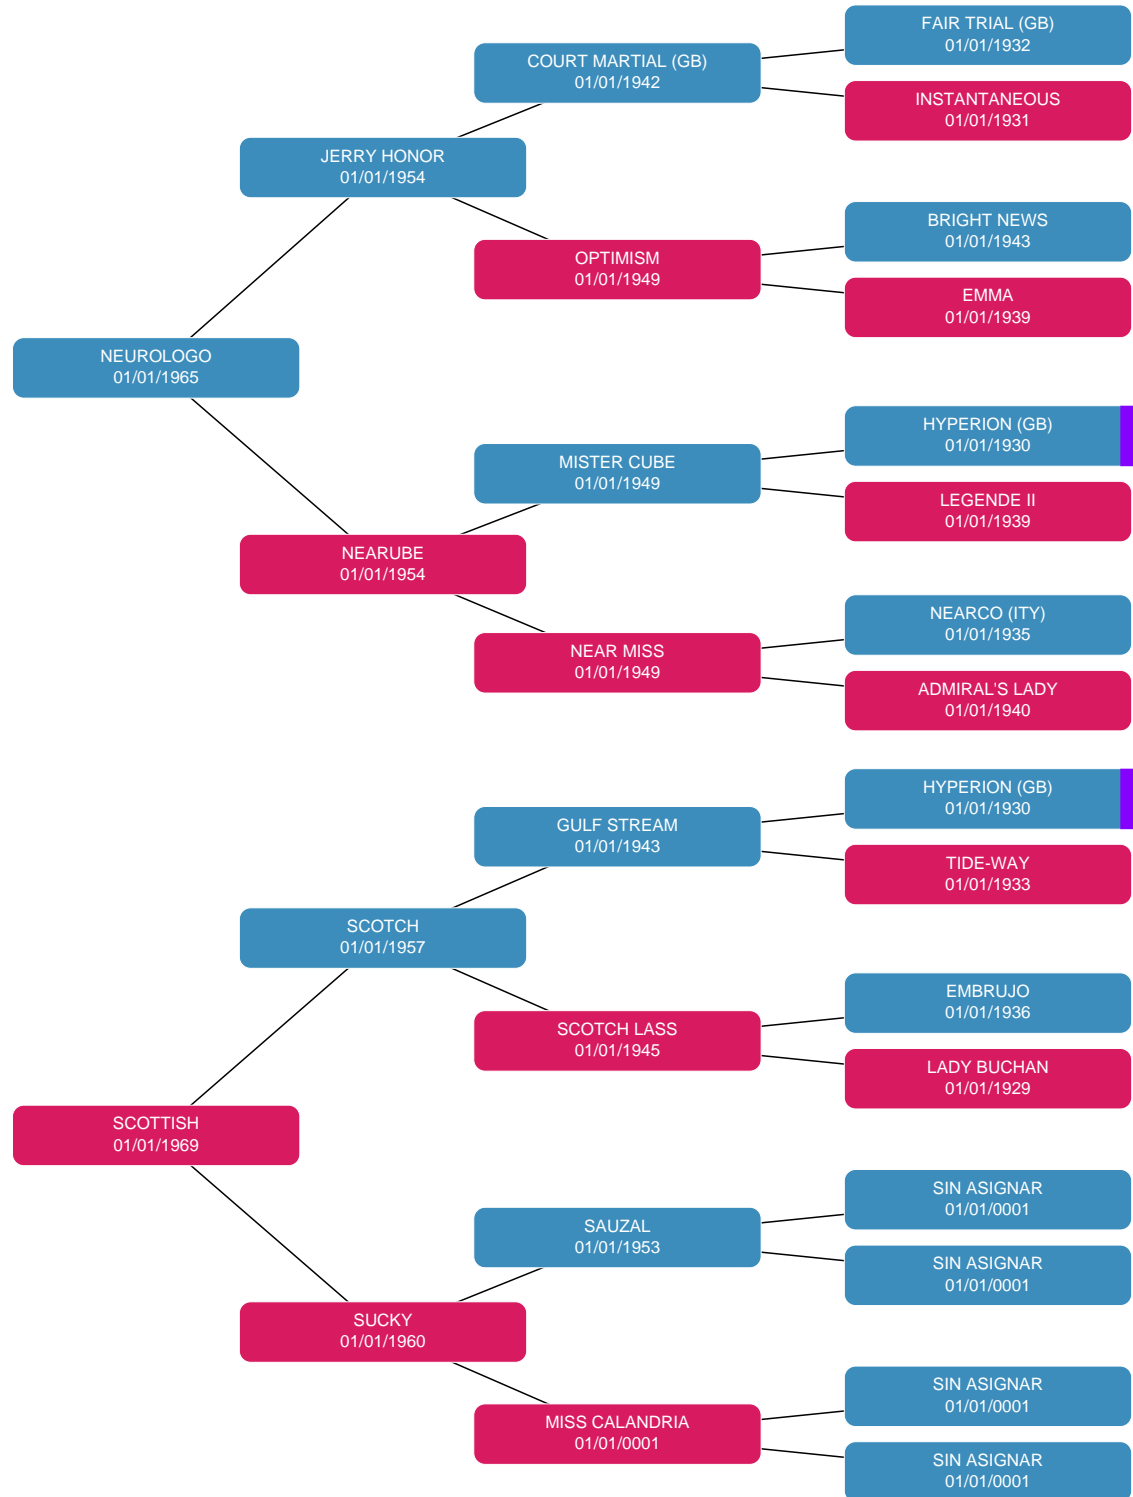 FAIR TRIAL (GB)
01/01/1932
COURT MARTIAL (GB)
01/01/1942
INSTANTANEOUS
01/01/1931
JERRY HONOR
01/01/1954
BRIGHT NEWS
01/01/1943
OPTIMISM
01/01/1949
EMMA
01/01/1939
NEUROLOGO
01/01/1965
HYPERION (GB)
01/01/1930
MISTER CUBE
01/01/1949
LEGENDE II
01/01/1939
NEARUBE
01/01/1954
NEARCO (ITY)
01/01/1935
NEAR MISS
01/01/1949
ADMIRAL'S LADY
01/01/1940
HYPERION (GB)
01/01/1930
GULF STREAM
01/01/1943
TIDE-WAY
01/01/1933
SCOTCH
01/01/1957
EMBRUJO
01/01/1936
SCOTCH LASS
01/01/1945
LADY BUCHAN
01/01/1929
SCOTTISH
01/01/1969
SIN ASIGNAR
01/01/0001
SAUZAL
01/01/1953
SIN ASIGNAR
01/01/0001
SUCKY
01/01/1960
SIN ASIGNAR
01/01/0001
MISS CALANDRIA
01/01/0001
SIN ASIGNAR
01/01/0001